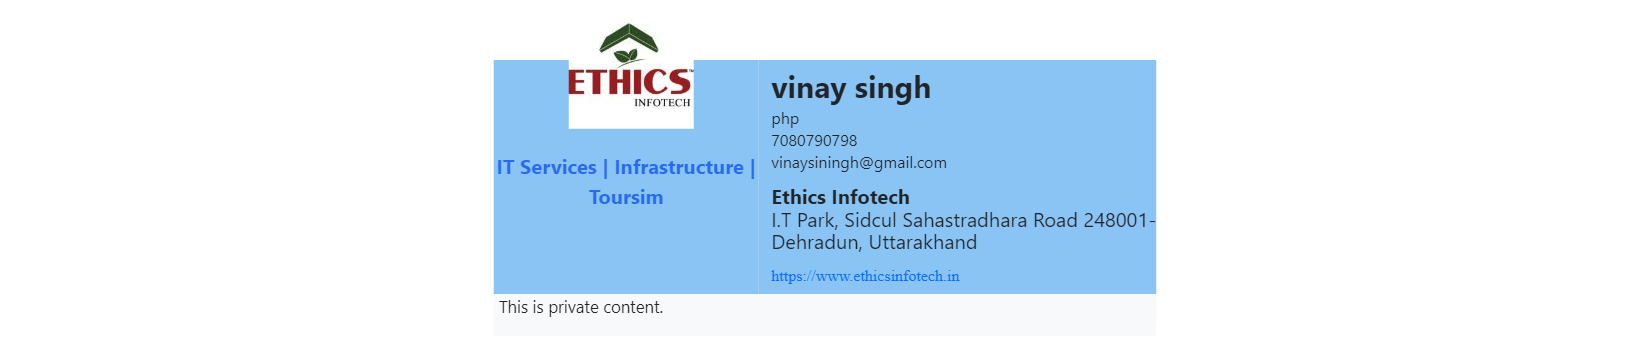 ETHICS™
INFOTECH
IT Services | Infrastructure |
Toursim
vinay singh
php
7080790798
vinaysiningh@gmail.com
Ethics Infotech
I.T Park, Sidcul Sahastradhara Road 248001-
Dehradun, Uttarakhand
https://www.ethicsinfotech.in
This is private content.